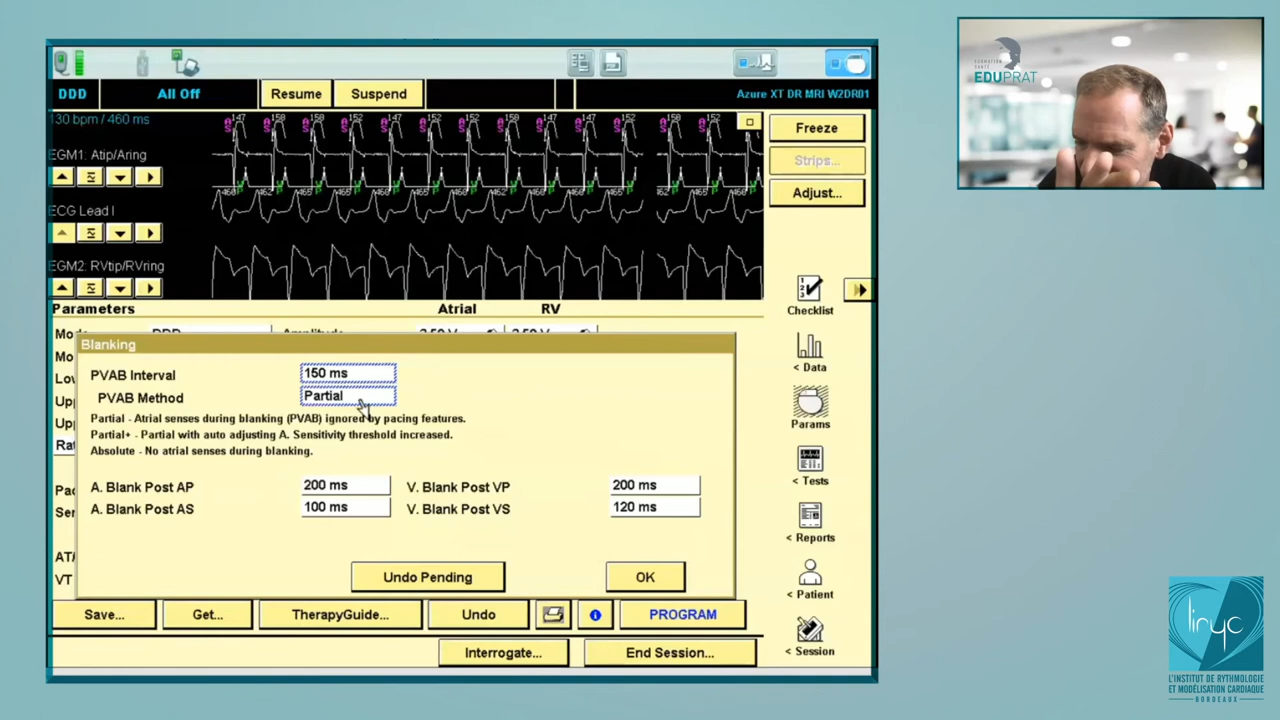 FORMATION
SANTÉ
EDUPRAT
DDD
All Off
Resume
Suspend
Azure XT DR MRI W2DR01
130 bpm / 460 ms
Freeze
EGM1: Atip/Aring
Strips...
Adjust...
ECG Lead I
EGM2: RVtip/RVring
Parameters
Atrial
RV
Checklist
Blanking
PVAB Interval
150 ms
PVAB Method
Partial
Partial - Atrial senses during blanking (PVAB) ignored by pacing features.
Partial+ - Partial with auto adjusting A. Sensitivity threshold increased.
Absolute - No atrial senses during blanking.
A. Blank Post AP
200 ms
V. Blank Post VP
200 ms
A. Blank Post AS
100 ms
V. Blank Post VS
120 ms
Undo Pending
OK
< Data
Params
< Tests
< Reports
< Patient
< Session
Save...
Get...
TherapyGuide...
Undo
PROGRAM
Interrogate...
End Session...
liryc
L'INSTITUT DE RYTHMOLOGIE
ET MODÉLISATION CARDIAQUE
BORDEAUX